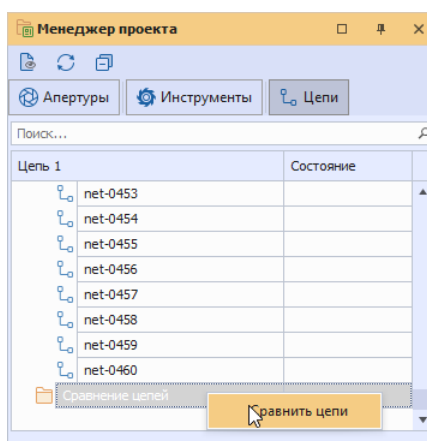 Менеджер проекта
Апертуры Инструменты Цепи
Поиск...
Цепь 1 Состояние
net-0453
net-0454
net-0455
net-0456
net-0457
net-0458
net-0459
net-0460
Сравнение цепей
Сравнить цепи